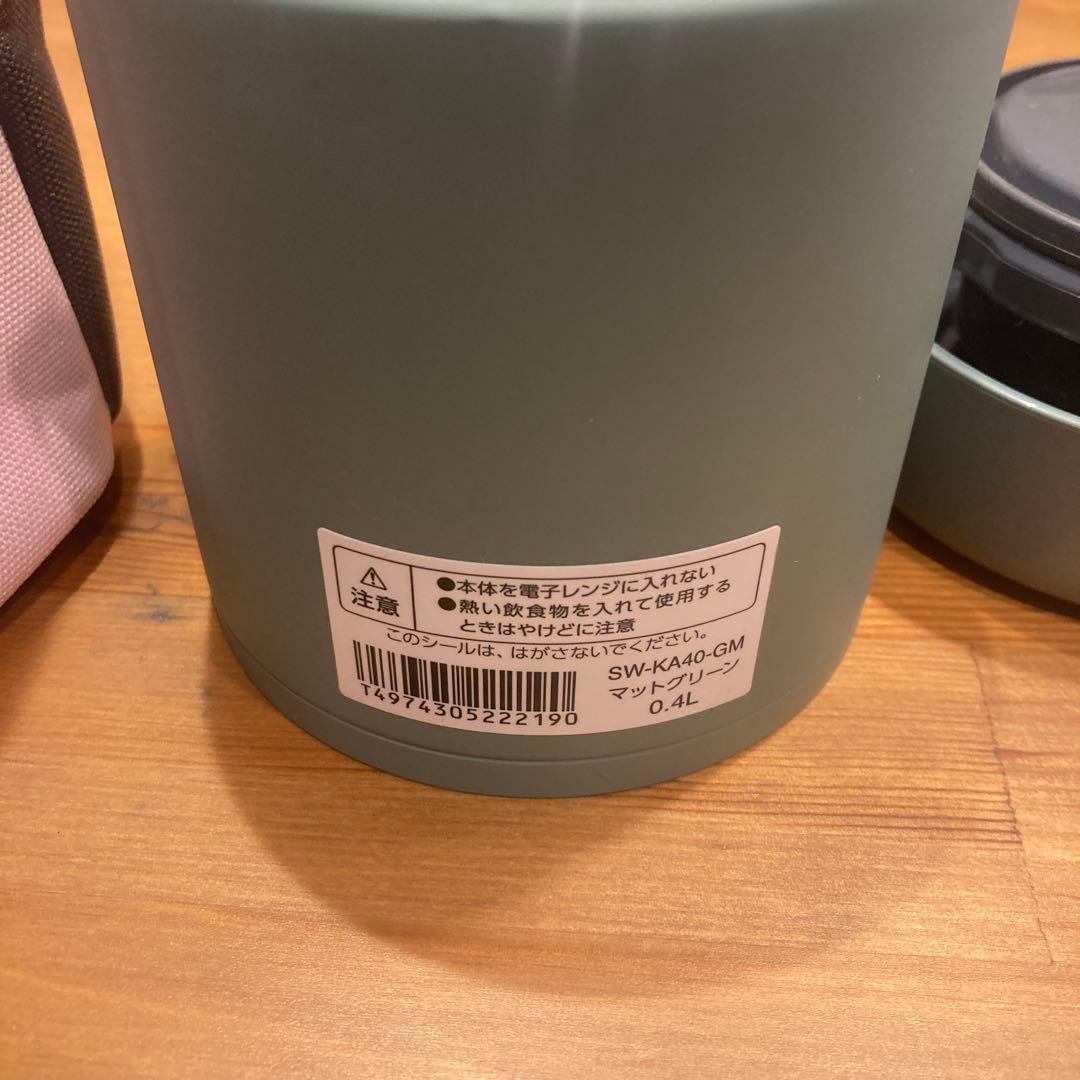 注意
●本体を電子レンジに入れない
●熱い飲食物を入れて使用する
ときはやけどに注意
このシールは、はがさないでください。
T4974305222190
SW-KA40-GM
マットグリーン
0.4L